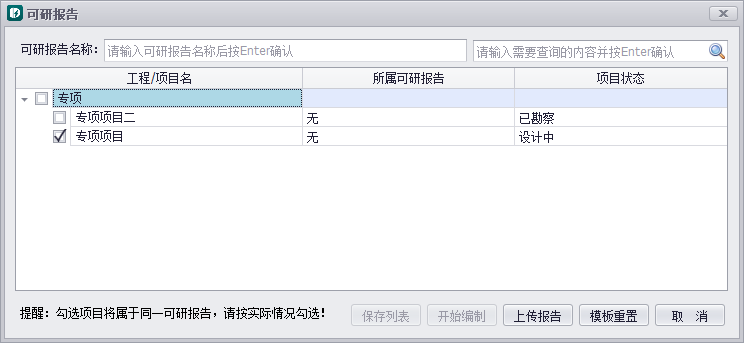 可研报告
可研报告名称： 请输入可研报告名称后按Enter确认 请输入需要查询的内容并按Enter确认
工程/项目名 所属可研报告 项目状态
专项
专项项目二 无 已勘察
专项项目 无 设计中
提醒：勾选项目将属于同一可研报告，请按实际情况勾选！ 保存列表 开始编制 上传报告 模板重置 取 消